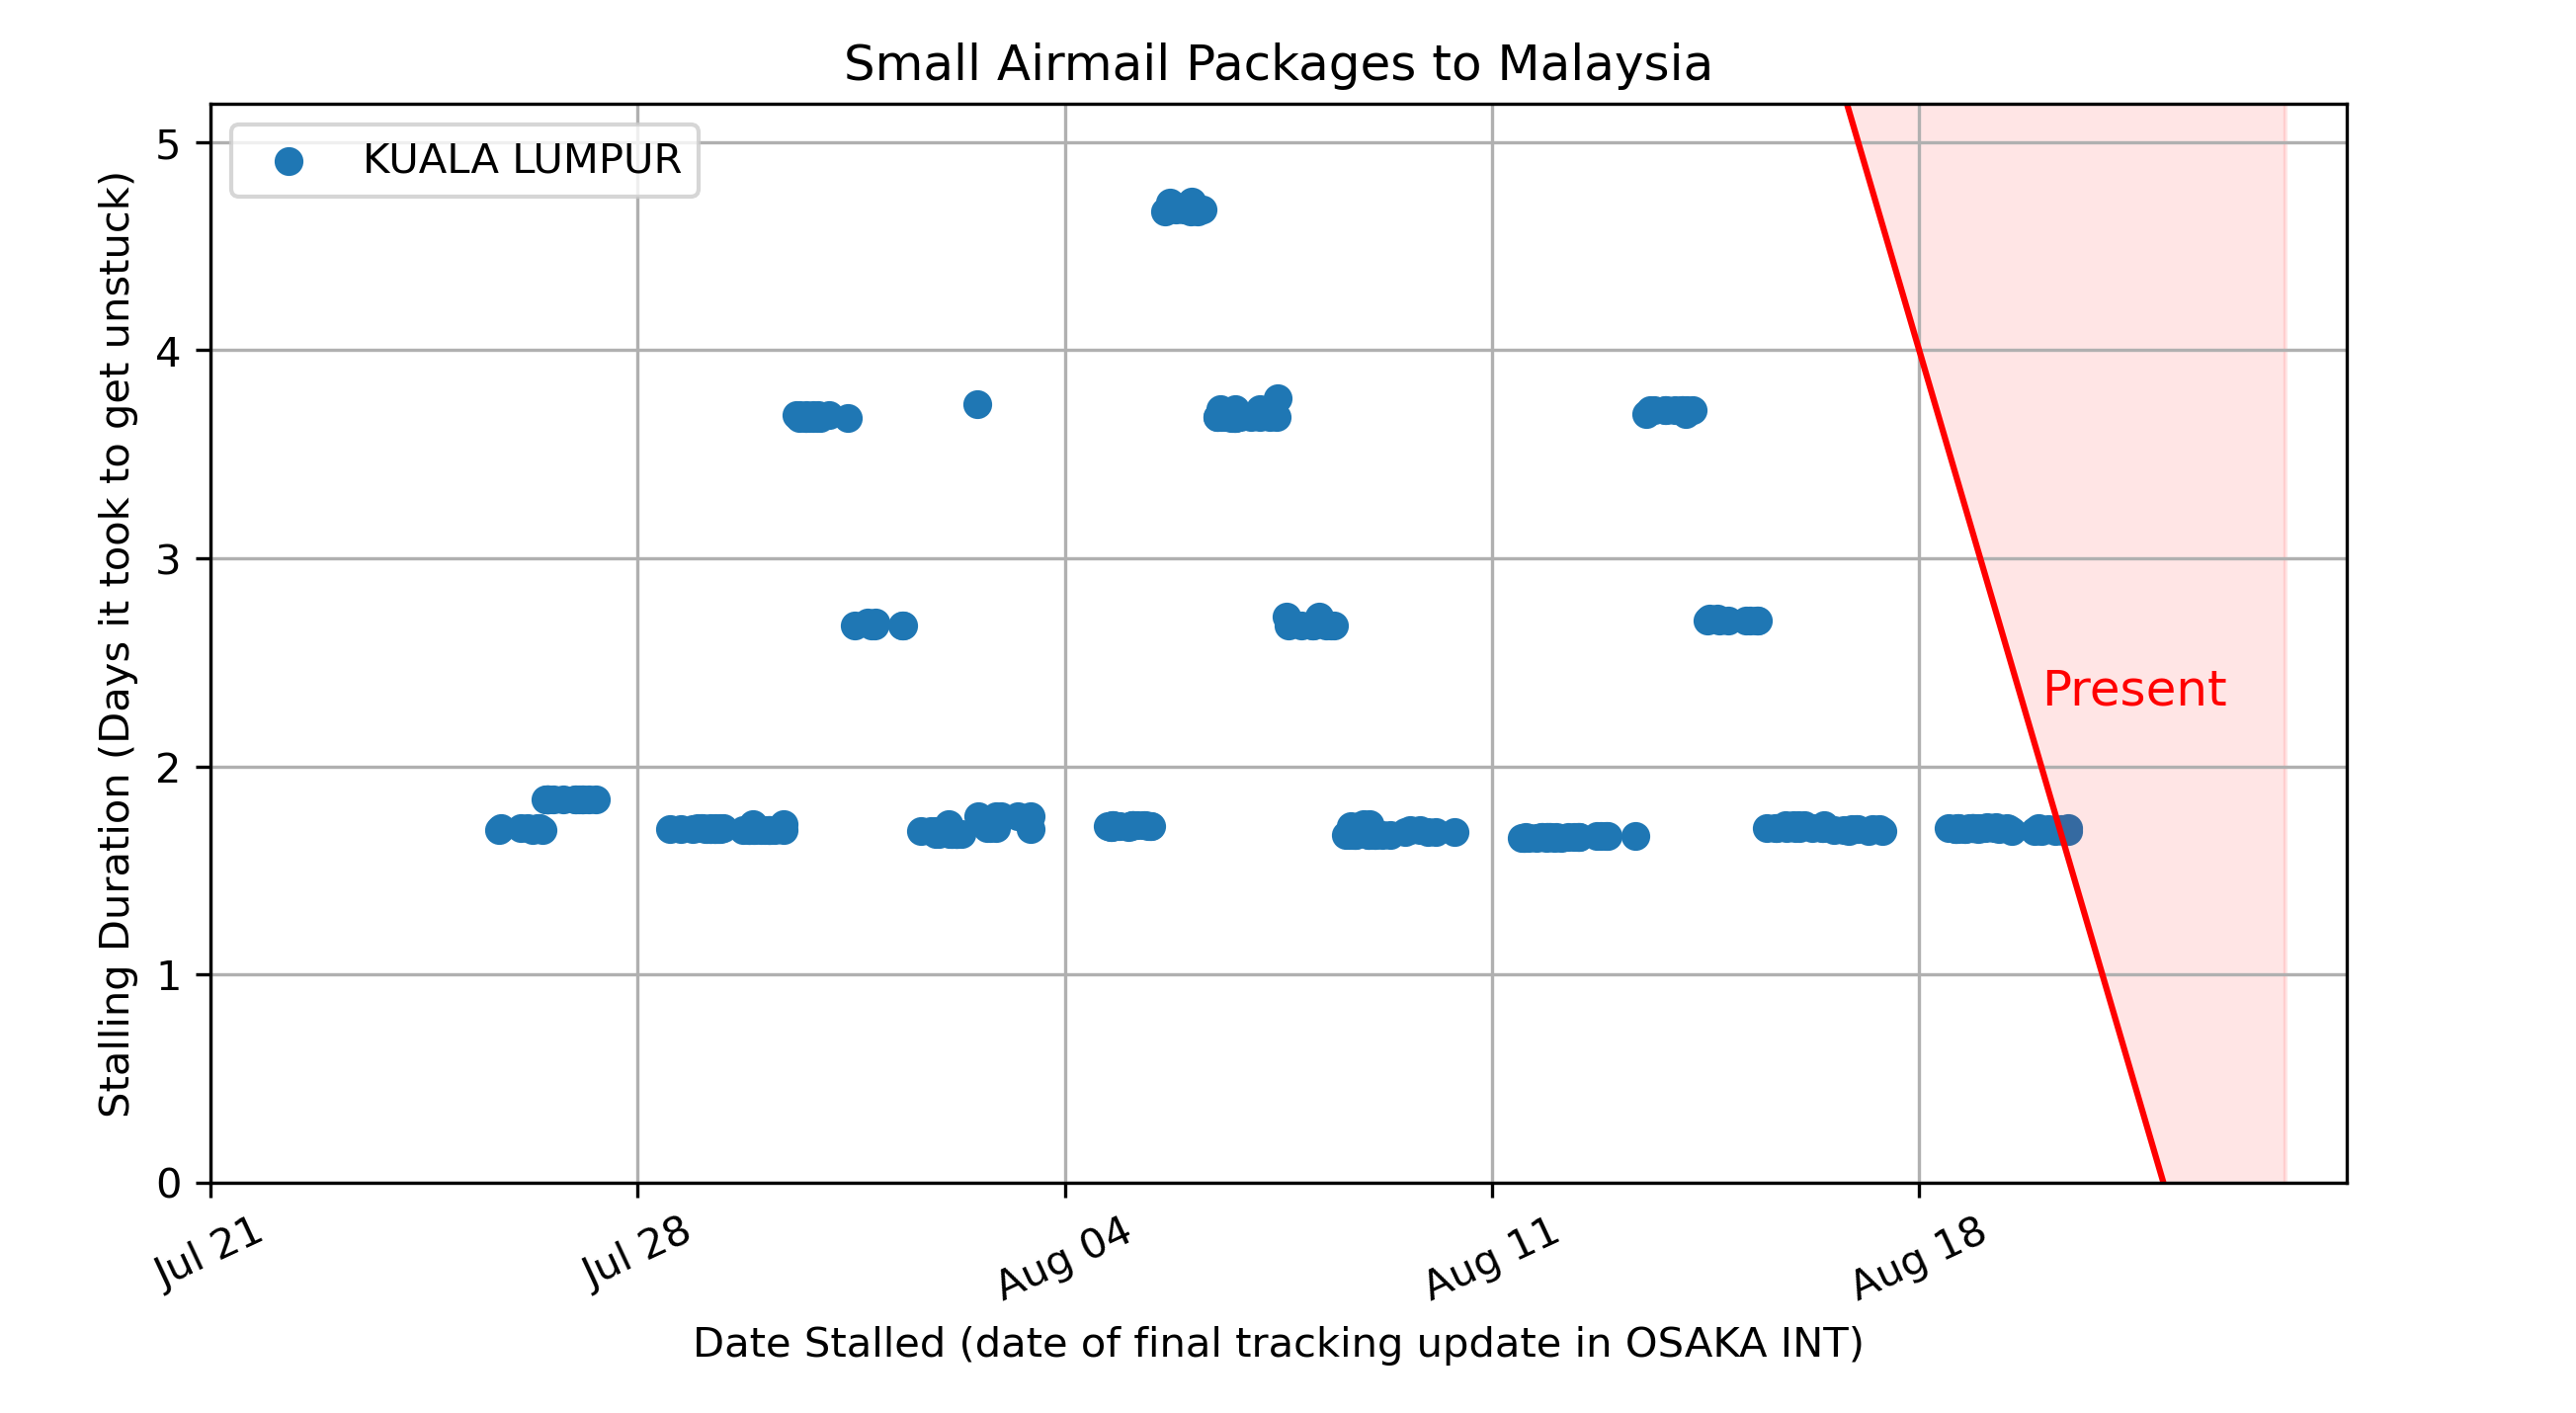 Small Airmail Packages to Malaysia
KUALA LUMPUR
Stalling Duration (Days it took to get unstuck)
5
4
3
2
1
0
Present
Jul 21
Jul 28
Aug 04
Aug 11
Aug 18
Date Stalled (date of final tracking update in OSAKA INT)